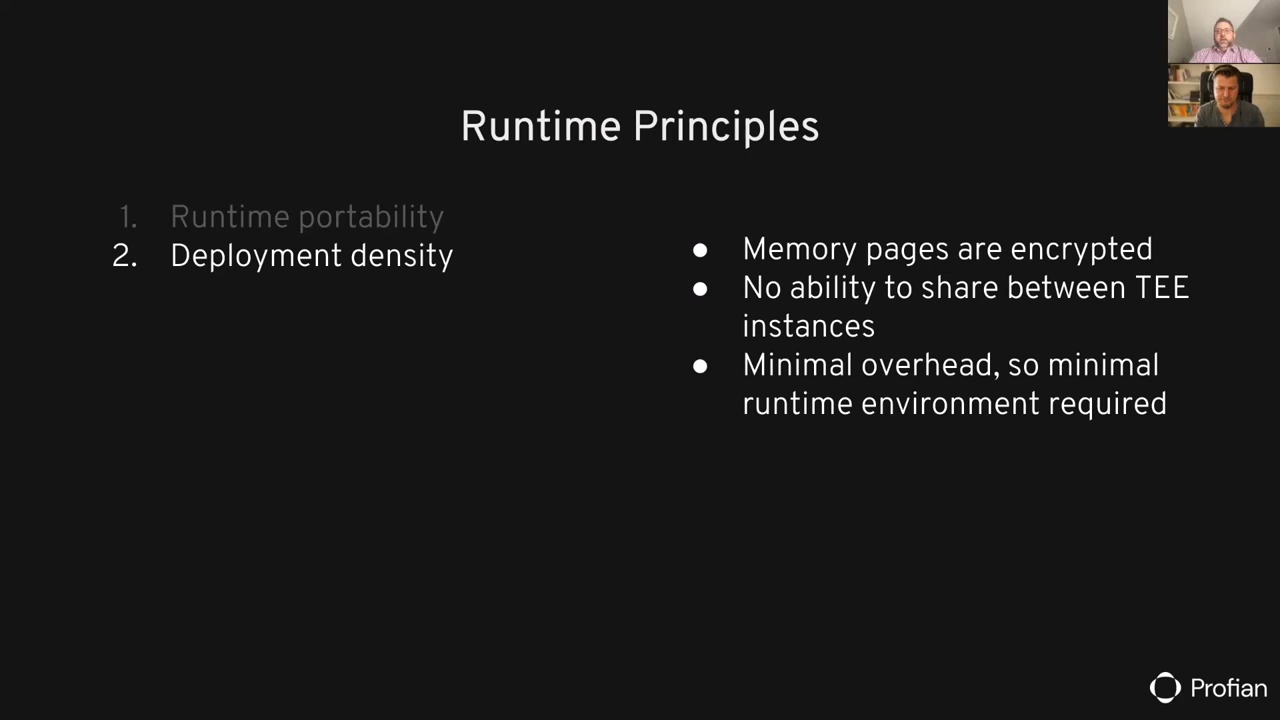 Runtime Principles
1. Runtime portability
2. Deployment density
● Memory pages are encrypted
● No ability to share between TEE
instances
● Minimal overhead, so minimal
runtime environment required
Profian